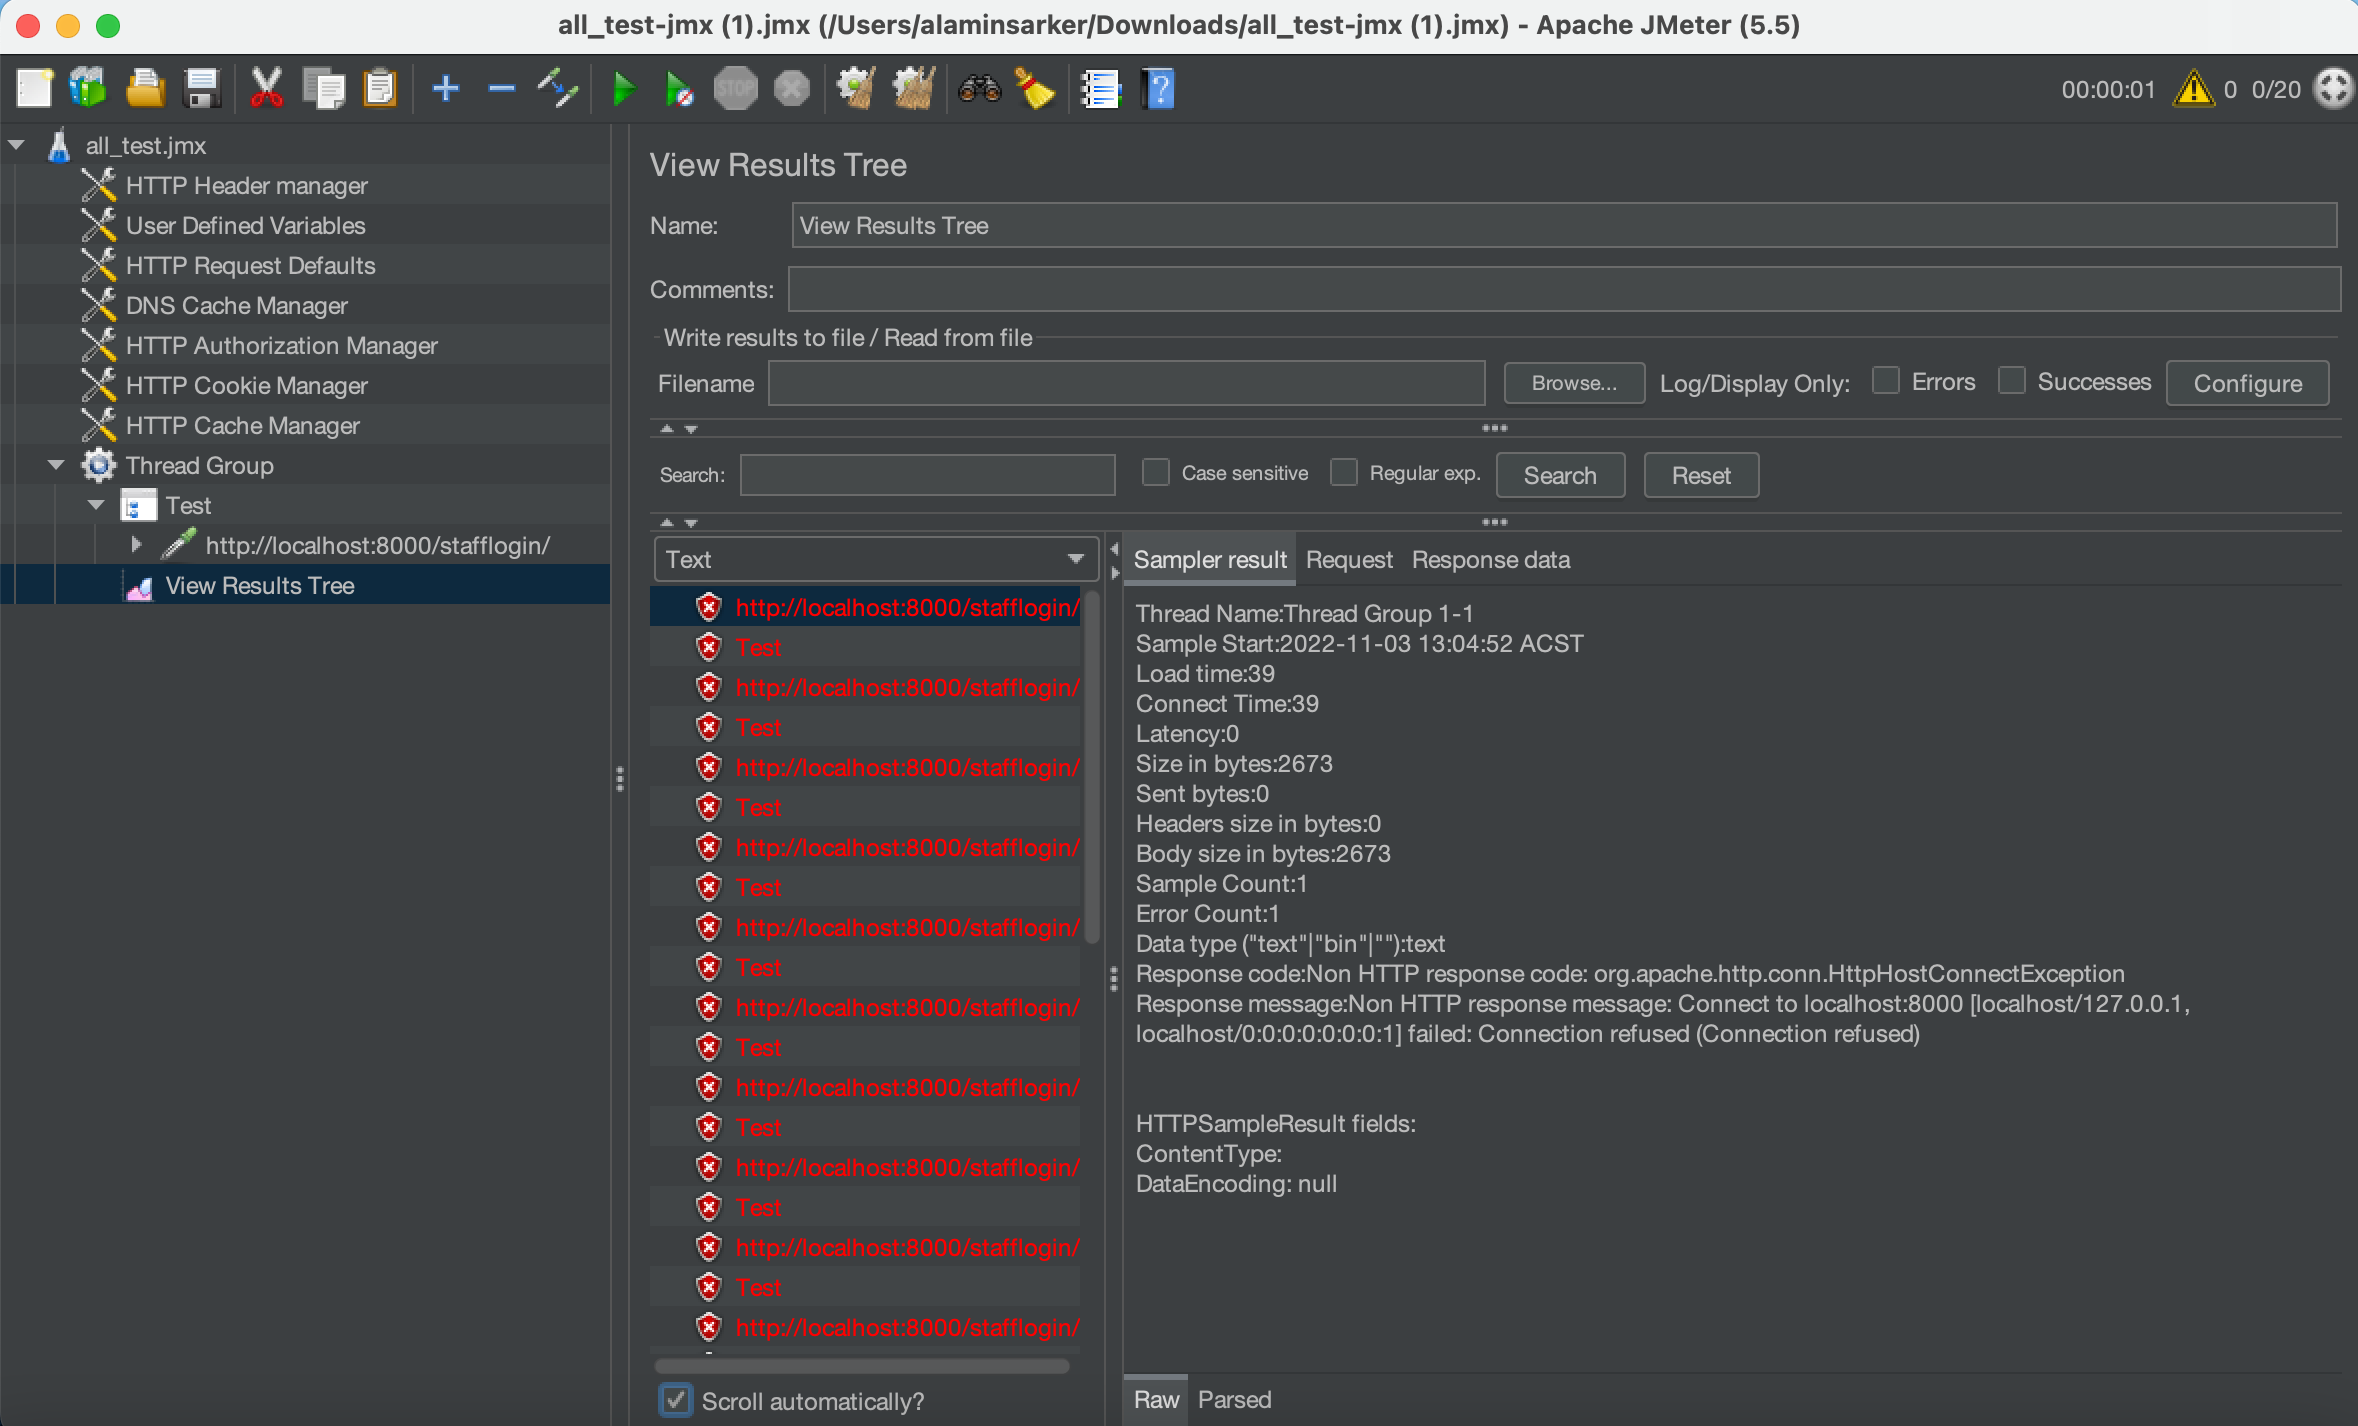 all_test-jmx (1).jmx (/Users/alaminsarker/Downloads/all_test-jmx (1).jmx) - Apache JMeter (5.5)
STOP
00:00:01 0 0/20
all_test.jmx
HTTP Header manager
User Defined Variables
HTTP Request Defaults
DNS Cache Manager
HTTP Authorization Manager
HTTP Cookie Manager
HTTP Cache Manager
Thread Group
Test
http://localhost:8000/stafflogin/
View Results Tree
View Results Tree
Name: View Results Tree
Comments:
Write results to file / Read from file
Filename Browse... Log/Display Only: Errors Successes Configure
Search: Case sensitive Regular exp. Search Reset
Text
http://localhost:8000/stafflogin/
Test
http://localhost:8000/stafflogin/
Test
http://localhost:8000/stafflogin/
Test
http://localhost:8000/stafflogin/
Test
http://localhost:8000/stafflogin/
Test
http://localhost:8000/stafflogin/
Test
http://localhost:8000/stafflogin/
Test
http://localhost:8000/stafflogin/
Test
http://localhost:8000/stafflogin/
Test
http://localhost:8000/stafflogin/
Scroll automatically?
Sampler result Request Response data
Thread Name:Thread Group 1-1
Sample Start:2022-11-03 13:04:52 ACST
Load time:39
Connect Time:39
Latency:0
Size in bytes:2673
Sent bytes:0
Headers size in bytes:0
Body size in bytes:2673
Sample Count:1
Error Count:1
Data type ("text"|"bin"|""):text
Response code:Non HTTP response code: org.apache.http.conn.HttpHostConnectException
Response message:Non HTTP response message: Connect to localhost:8000 [localhost/127.0.0.1,
localhost/0:0:0:0:0:0:0:1] failed: Connection refused (Connection refused)
HTTPSampleResult fields:
ContentType:
DataEncoding: null
Raw Parsed